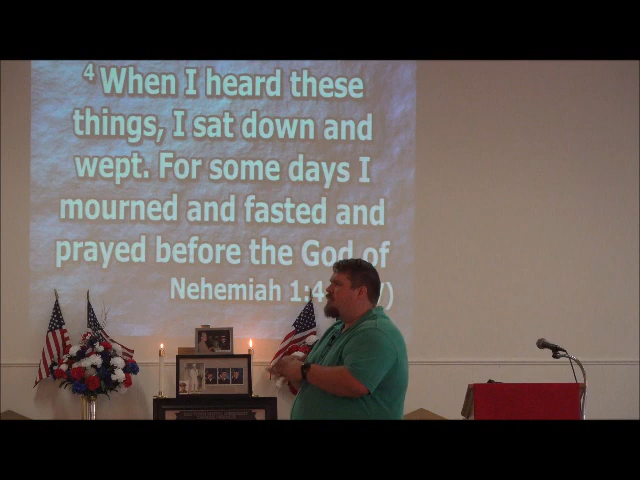 4 When I heard these
things, I sat down and
wept. For some days I
mourned and fasted and
prayed before the God of
Nehemiah 1:4